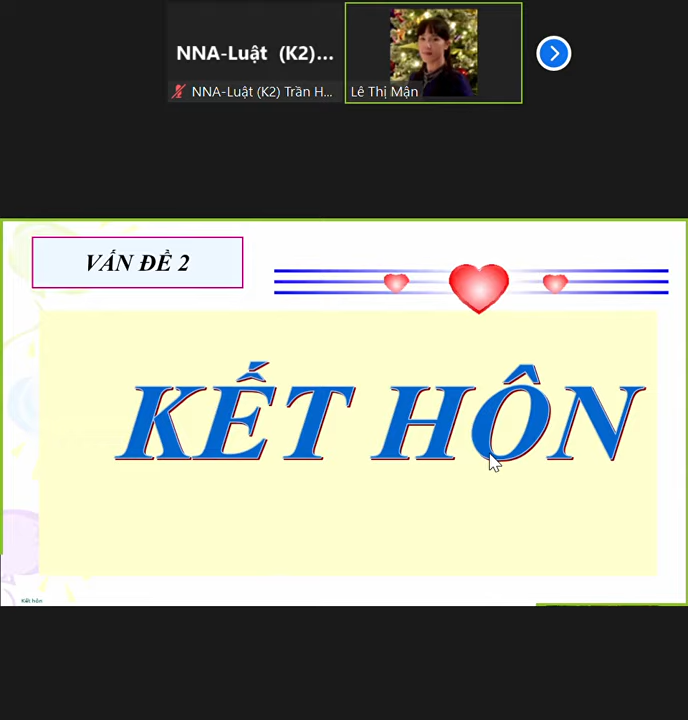 NNA-Luật (K2)...
NNA-Luật (K2) Trần H...
Lê Thị Mận
VẤN ĐỀ 2
KẾT HÔN
Kết hôn